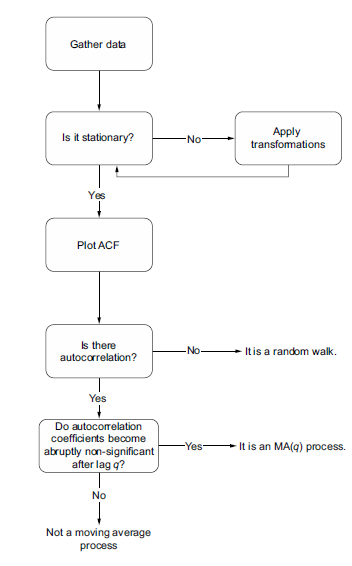 Gather data
Is it stationary?
No
Apply
transformations
Yes
Plot ACF
Is there
autocorrelation?
No
It is a random walk.
Yes
Do autocorrelation
coefficients become
abruptly non-significant
after lag q?
Yes
It is an MA(q) process.
No
Not a moving average
process